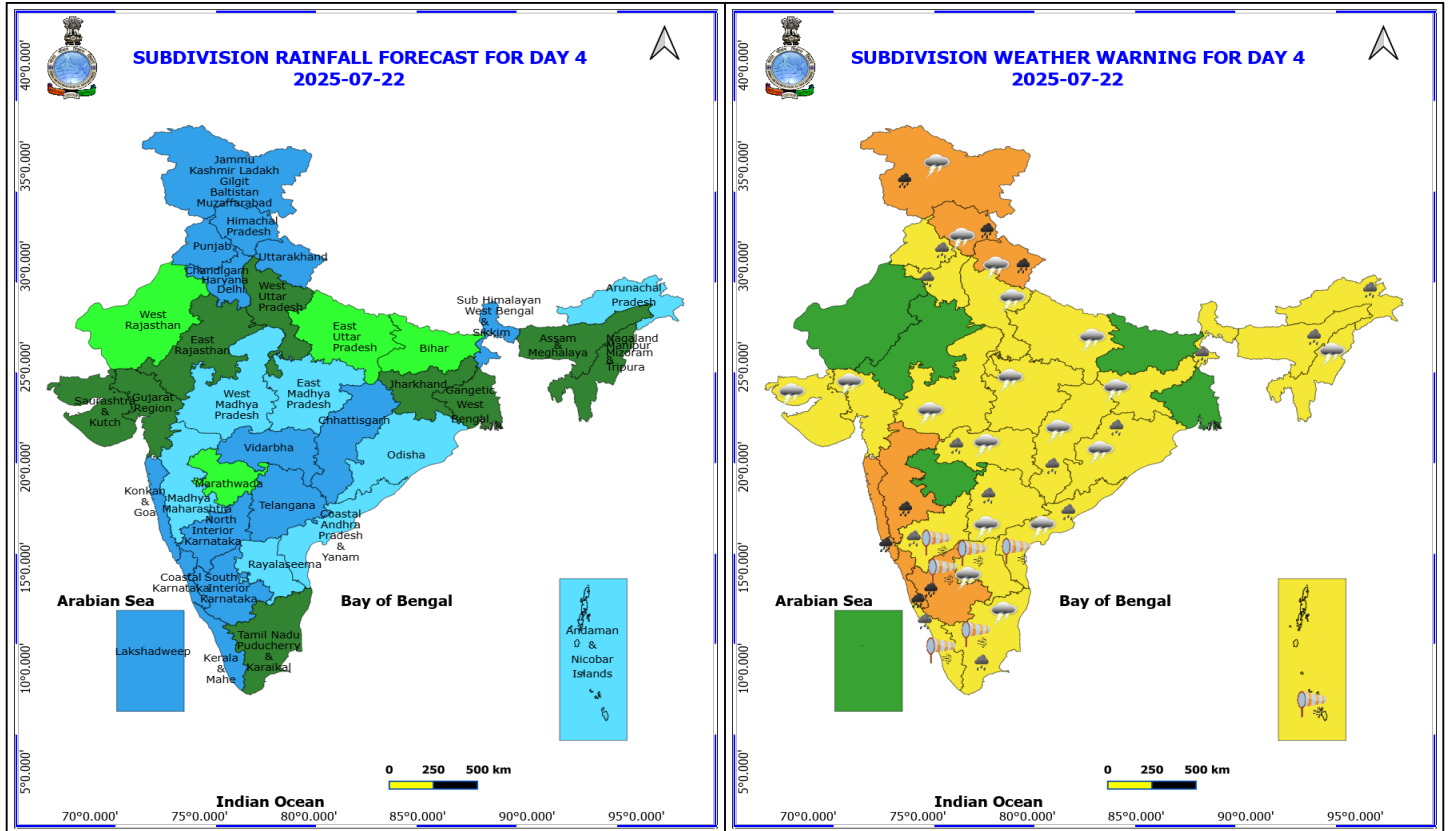 SUBDIVISION RAINFALL FORECAST FOR DAY 4
2025-07-22
40°0.000'
35°0.000'
30°0.000'
25°0.000'
20°0.000'
15°0.000'
10°0.000'
5°0.000'
Jammu
Kashmir Ladakh
Gilgit
Baltistan
Muzaffarabad
Himachal
Pradesh
Punjab
Uttarakhand
Chandigarh
Haryana
Delhi
West
Uttar
Pradesh
West
Rajasthan
East
Rajasthan
East
Uttar
Pradesh
Bihar
Sub Himalayan
West Bengal
&
Sikkim
Arunachal
Pradesh
Assam
&
Meghalaya
Nagaland
Manipur
&
Mizoram
Tripura
Saurashtra
&
Kutch
Gujarat
Region
West
Madhya
Pradesh
East
Madhya
Pradesh
Jharkhand
Gangetic
West
Bengal
Chhattisgarh
Odisha
Vidarbha
Marathwada
Konkan
&
Goa
Madhya
Maharashtra
Telangana
North
Interior
Karnataka
Coastal
Andhra
Pradesh
&
Yanam
Rayalaseema
Coastal
Karnataka
South
Interior
Karnataka
Tamil Nadu
Puducherry
&
Karaikal
Kerala
&
Mahe
Lakshadweep
Andaman
&
Nicobar
Islands
Arabian Sea
Bay of Bengal
Indian Ocean
0 250 500 km
70°0.000' 75°0.000' 80°0.000' 85°0.000' 90°0.000' 95°0.000'
SUBDIVISION WEATHER WARNING FOR DAY 4
2025-07-22
40°0.000'
35°0.000'
30°0.000'
25°0.000'
20°0.000'
15°0.000'
10°0.000'
5°0.000'
Arabian Sea
Bay of Bengal
Indian Ocean
0 250 500 km
70°0.000' 75°0.000' 80°0.000' 85°0.000' 90°0.000' 95°0.000'